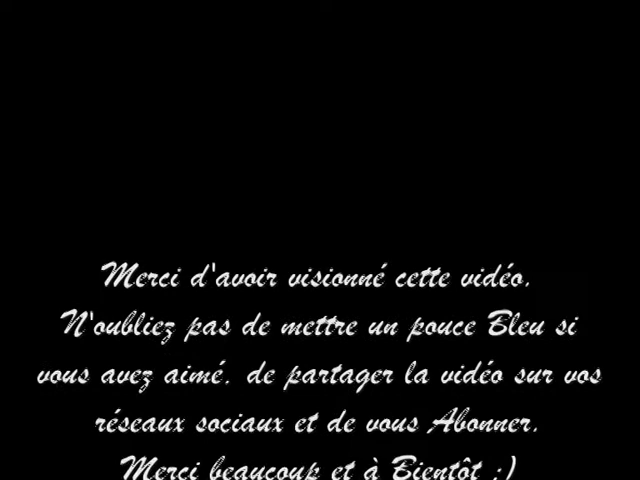 Merci d'avoir visionné cette vidéo.
N'oubliez pas de mettre un pouce Bleu si
vous avez aimé. de partager la vidéo sur vos
réseaux sociaux et de vous Abonner.
Merci beaucoup et à Bientôt ;)